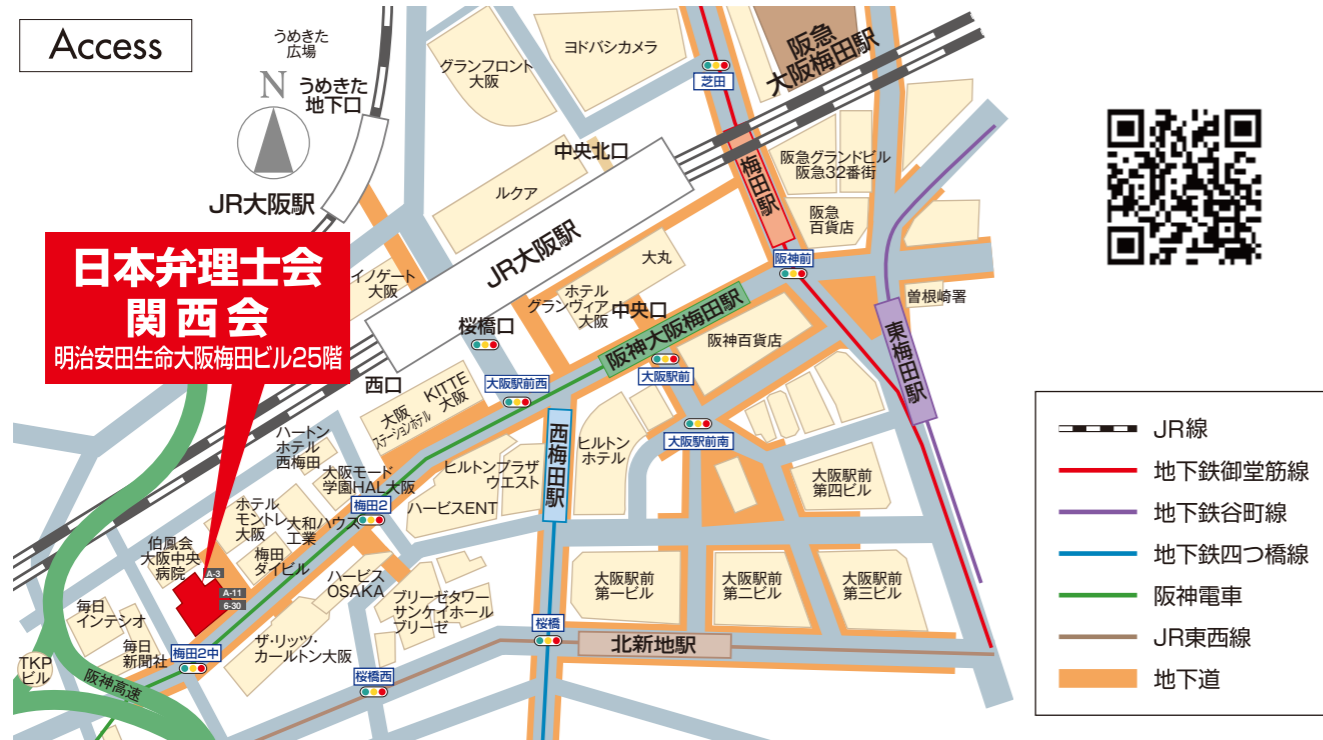 Access
うめきた
広場
N
うめきた
地下口
JR大阪駅
グランフロント
大阪
ヨドバシカメラ
芝田
阪急
大阪梅田駅
中央北口
ルクア
梅田駅
阪急グランドビル
阪急32番街
阪急
百貨店
JR大阪駅
日本弁理士会
関西会
明治安田生命大阪梅田ビル25階
イノゲート
大阪
大丸
阪神前
ホテル
グランヴィア
大阪
中央口
阪神大阪梅田駅
曽根崎署
東梅田駅
桜橋口
阪神百貨店
大阪駅前
西口
大阪駅前西
KITTE
大阪
大阪
ステーションホテル
西梅田駅
ヒルトン
ホテル
大阪駅前南
ハートン
ホテル
西梅田
大阪モード
学園HAL大阪
ヒルトンプラザ
ウエスト
大阪駅前
第四ビル
梅田2
ハービスENT
ホテル
モントレ
大阪
大和ハウス
工業
伯鳳会
大阪中央
病院
梅田
ダイビル
A-3
A-11
6-30
ハービス
OSAKA
ブリーゼタワー
サンケイホール
ブリーゼ
大阪駅前
第一ビル
大阪駅前
第二ビル
大阪駅前
第三ビル
毎日
インテシオ
毎日
新聞社
梅田2中
ザ・リッツ・
カールトン大阪
桜橋
北新地駅
桜橋西
TKP
ビル
阪神高速
JR線
地下鉄御堂筋線
地下鉄谷町線
地下鉄四つ橋線
阪神電車
JR東西線
地下道